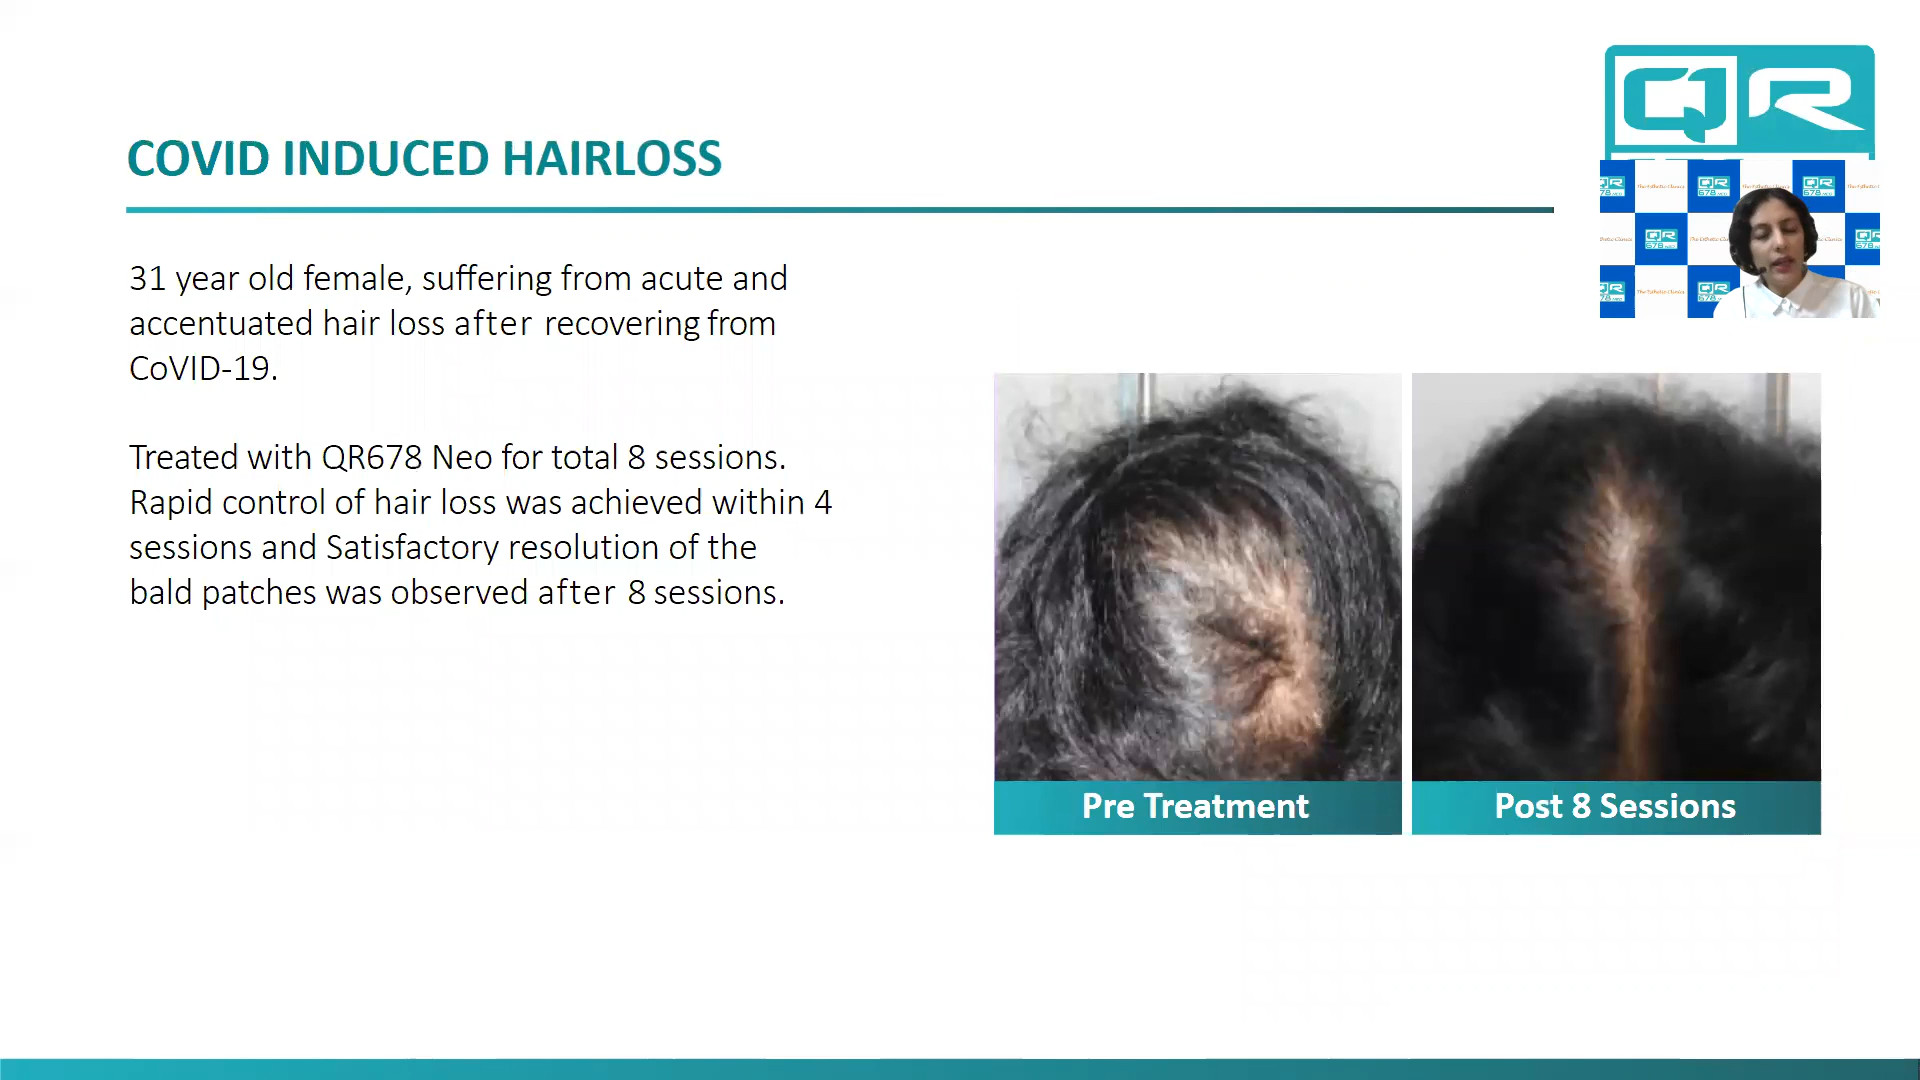 QR
COVID INDUCED HAIRLOSS
31 year old female, suffering from acute and
accentuated hair loss after recovering from
CoVID-19.
Treated with QR678 Neo for total 8 sessions.
Rapid control of hair loss was achieved within 4
sessions and Satisfactory resolution of the
bald patches was observed after 8 sessions.
Pre Treatment
Post 8 Sessions